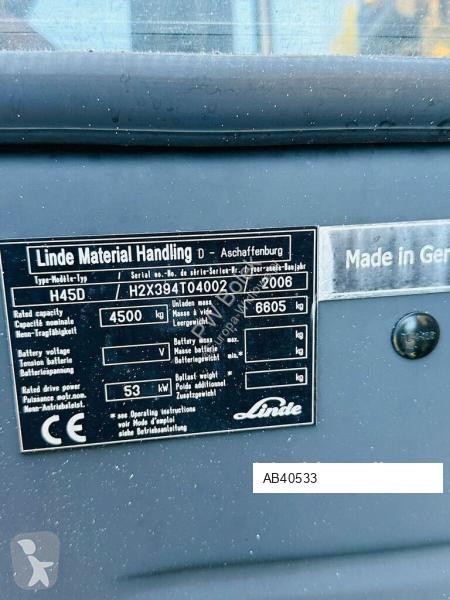 Linde Material Handling D - Aschaffenburg
Made in Ger
Type-Modèle-Typ / Serial no.-No. de série-Serien-Nr. year-année-Baujahr
H45D / H2X394T04002 2006
Rated capacity
Capacité nominale
Nenn-Tragfähigkeit
4500 kg
Unladen mass
Masse à vide
Leergewicht
6605 kg
Battery voltage
Tension batterie
Batteriespannung
V
Battery mass
Masse batterie
Batteriegewicht
max.*
min.*
kg
kg
Rated drive power
Puissance motr.nom.
Nenn-Antriebsleist.
53 kW
Ballast weight *
Poids additionnel
Zusatzgewicht
kg
CE
* see Operating instructions
voir Mode d'emploi
siehe Betriebsanleitung
Linde
AB40533